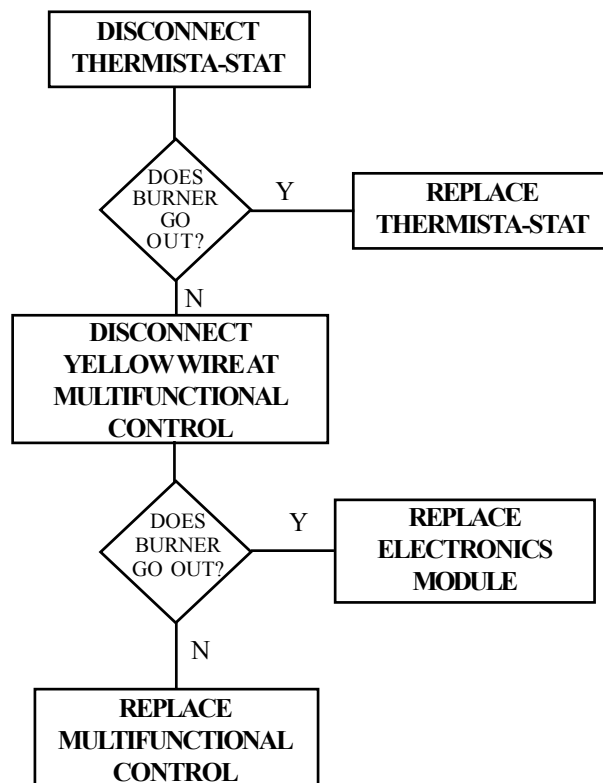 DISCONNECT
THERMISTA-STAT
DOES
BURNER
GO
OUT?
Y
REPLACE
THERMISTA-STAT
N
DISCONNECT
YELLOW WIRE AT
MULTIFUNCTIONAL
CONTROL
DOES
BURNER
GO OUT?
Y
REPLACE
ELECTRONICS
MODULE
N
REPLACE
MULTIFUNCTIONAL
CONTROL